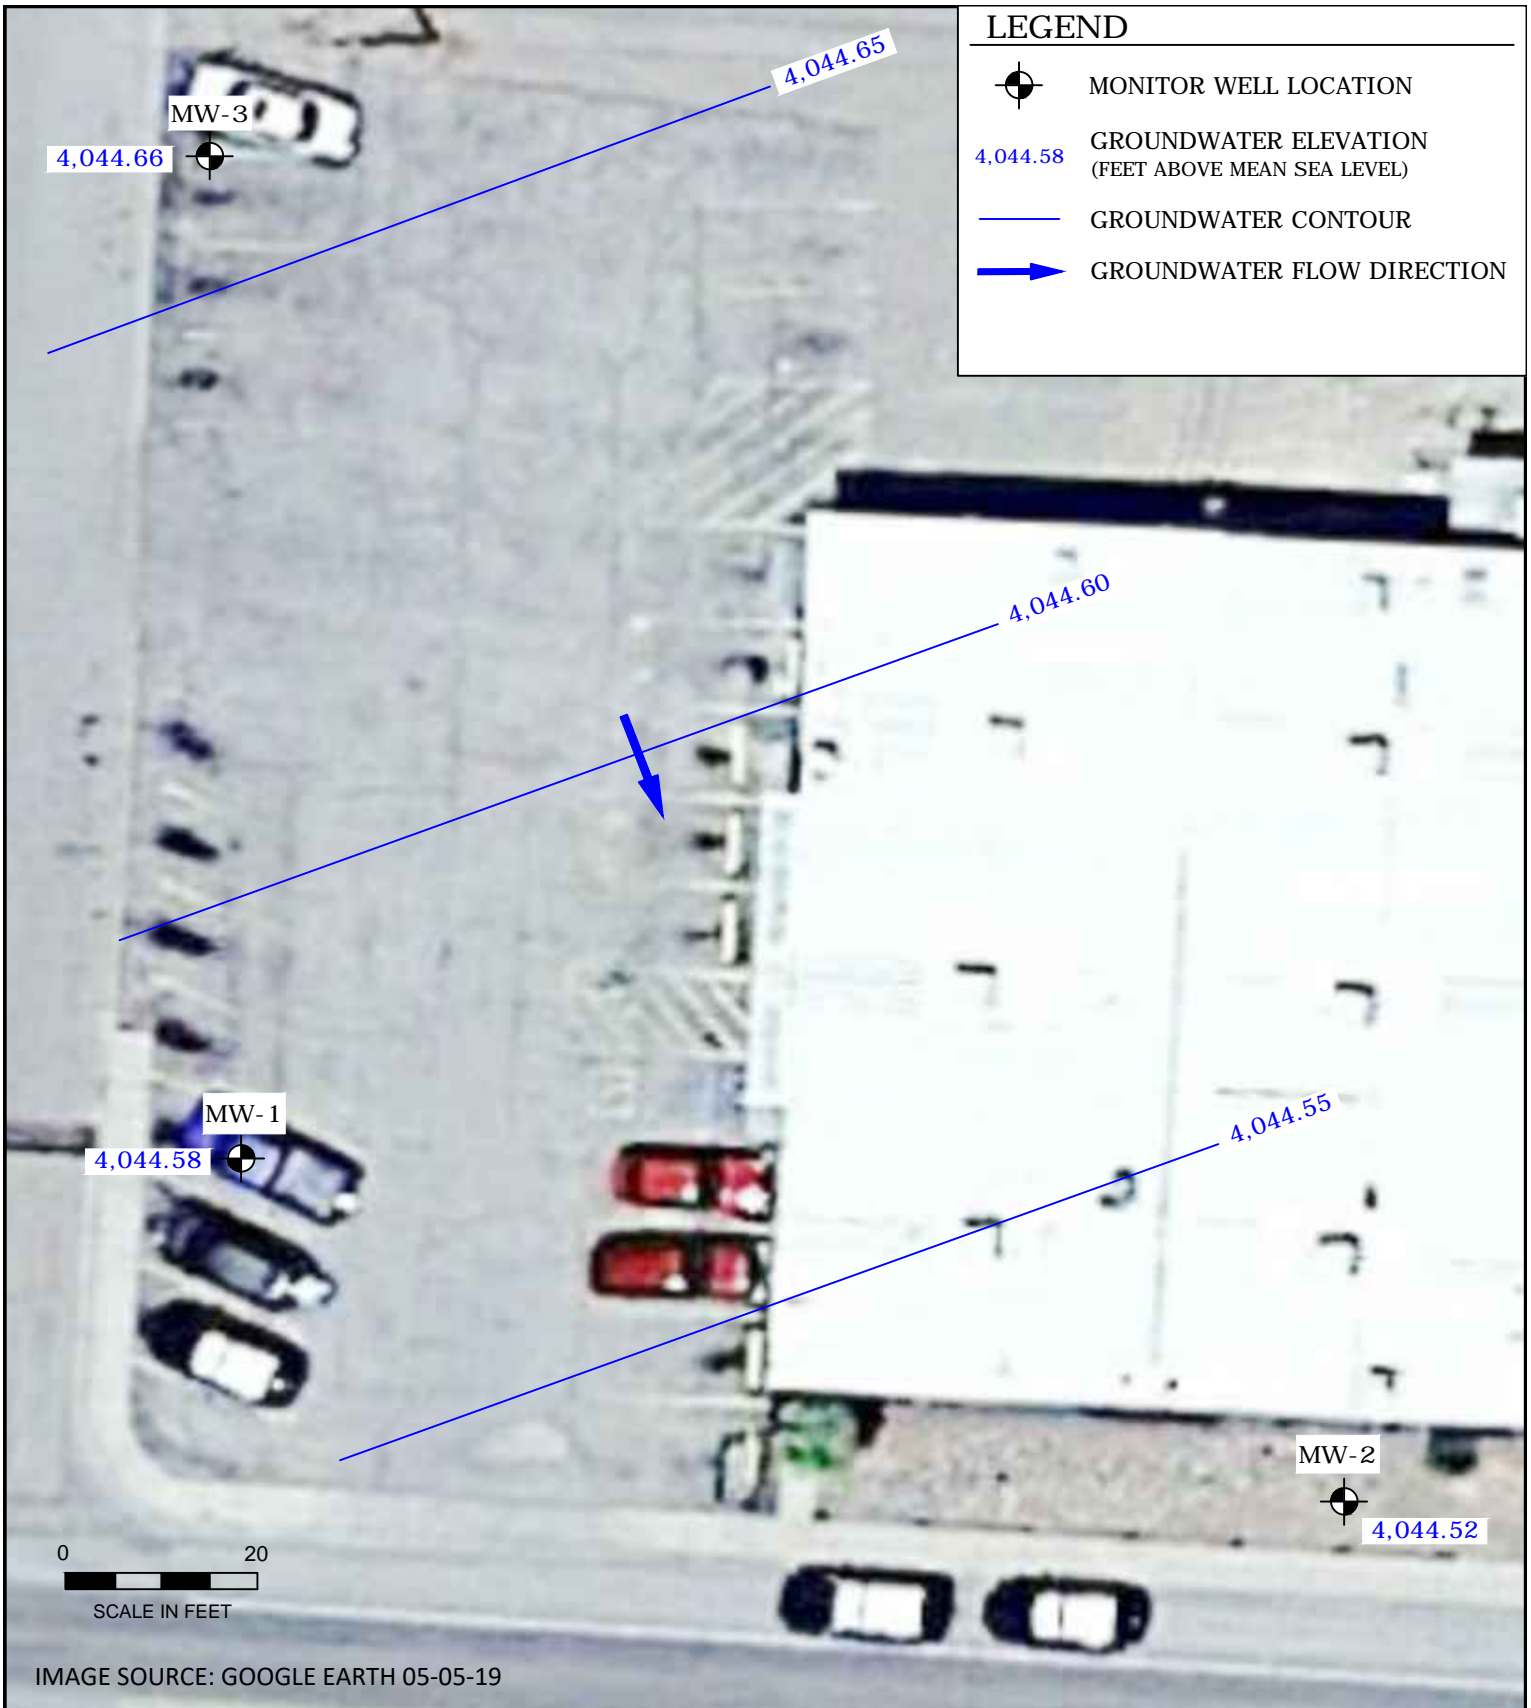 LEGEND
MONITOR WELL LOCATION
4,044.58
GROUNDWATER ELEVATION
(FEET ABOVE MEAN SEA LEVEL)
GROUNDWATER CONTOUR
GROUNDWATER FLOW DIRECTION
4,044.65
MW-3
4,044.66
4,044.60
MW-1
4,044.58
4,044.55
MW-2
4,044.52
0 20
SCALE IN FEET
IMAGE SOURCE: GOOGLE EARTH 05-05-19